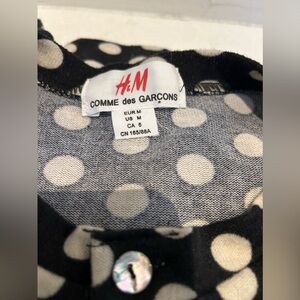 H&M
COMME des GARÇONS
EUR M
US M
CA 6
CN 165/88A